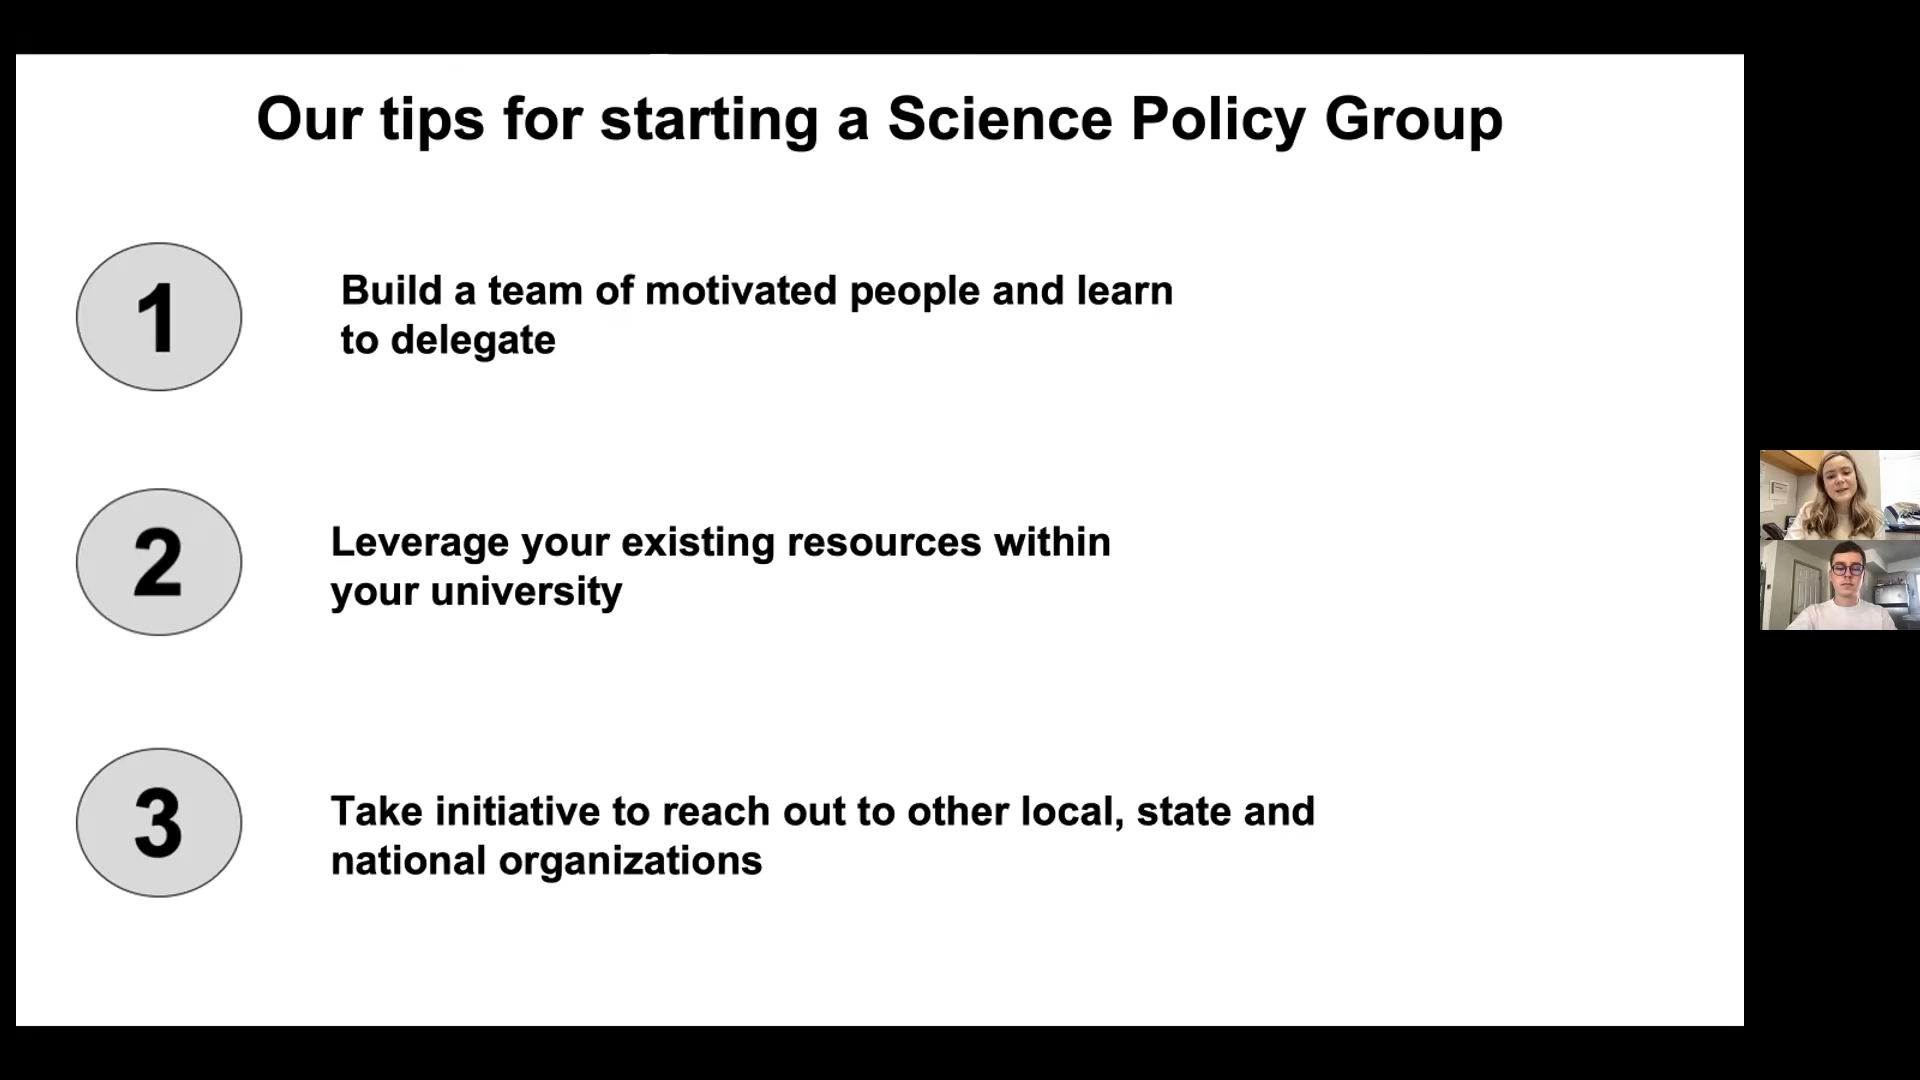 Our tips for starting a Science Policy Group
1
Build a team of motivated people and learn
to delegate
2
Leverage your existing resources within
your university
3
Take initiative to reach out to other local, state and
national organizations